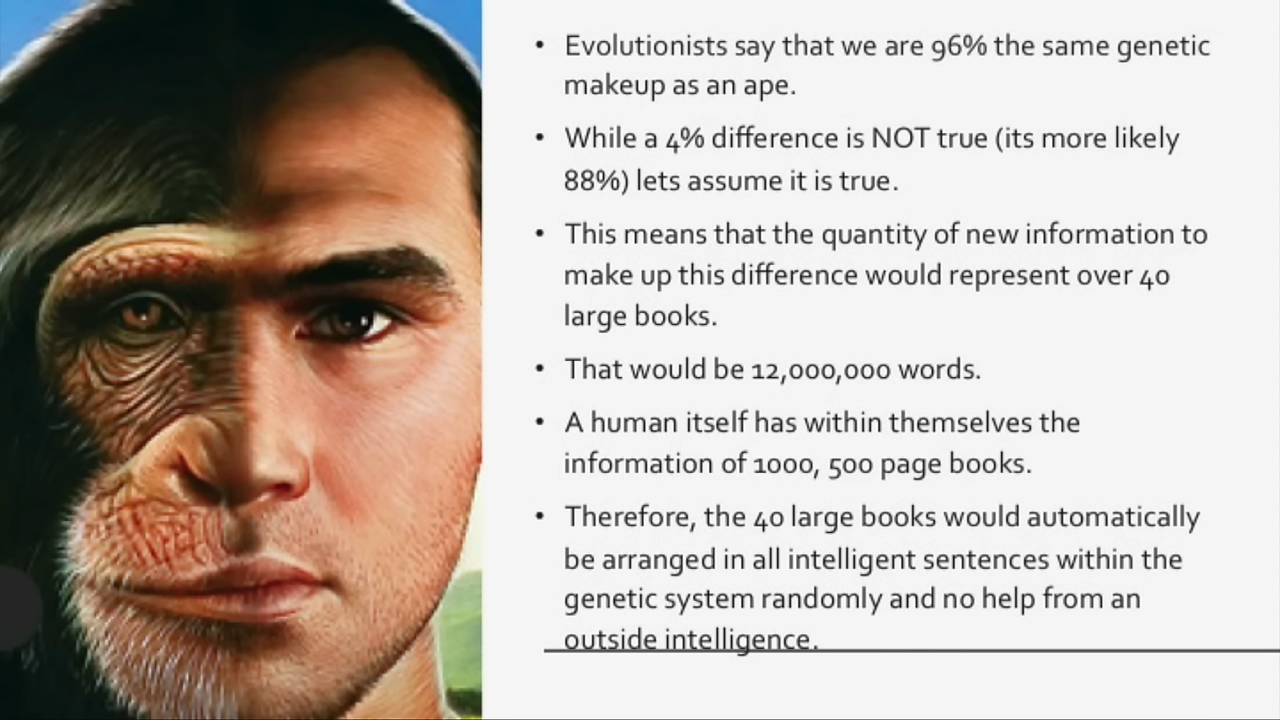 • Evolutionists say that we are 96% the same genetic
makeup as an ape.
• While a 4% difference is NOT true (its more likely
88%) lets assume it is true.
• This means that the quantity of new information to
make up this difference would represent over 40
large books.
• That would be 12,000,000 words.
• A human itself has within themselves the
information of 1000, 500 page books.
• Therefore, the 40 large books would automatically
be arranged in all intelligent sentences within the
genetic system randomly and no help from an
outside intelligence.